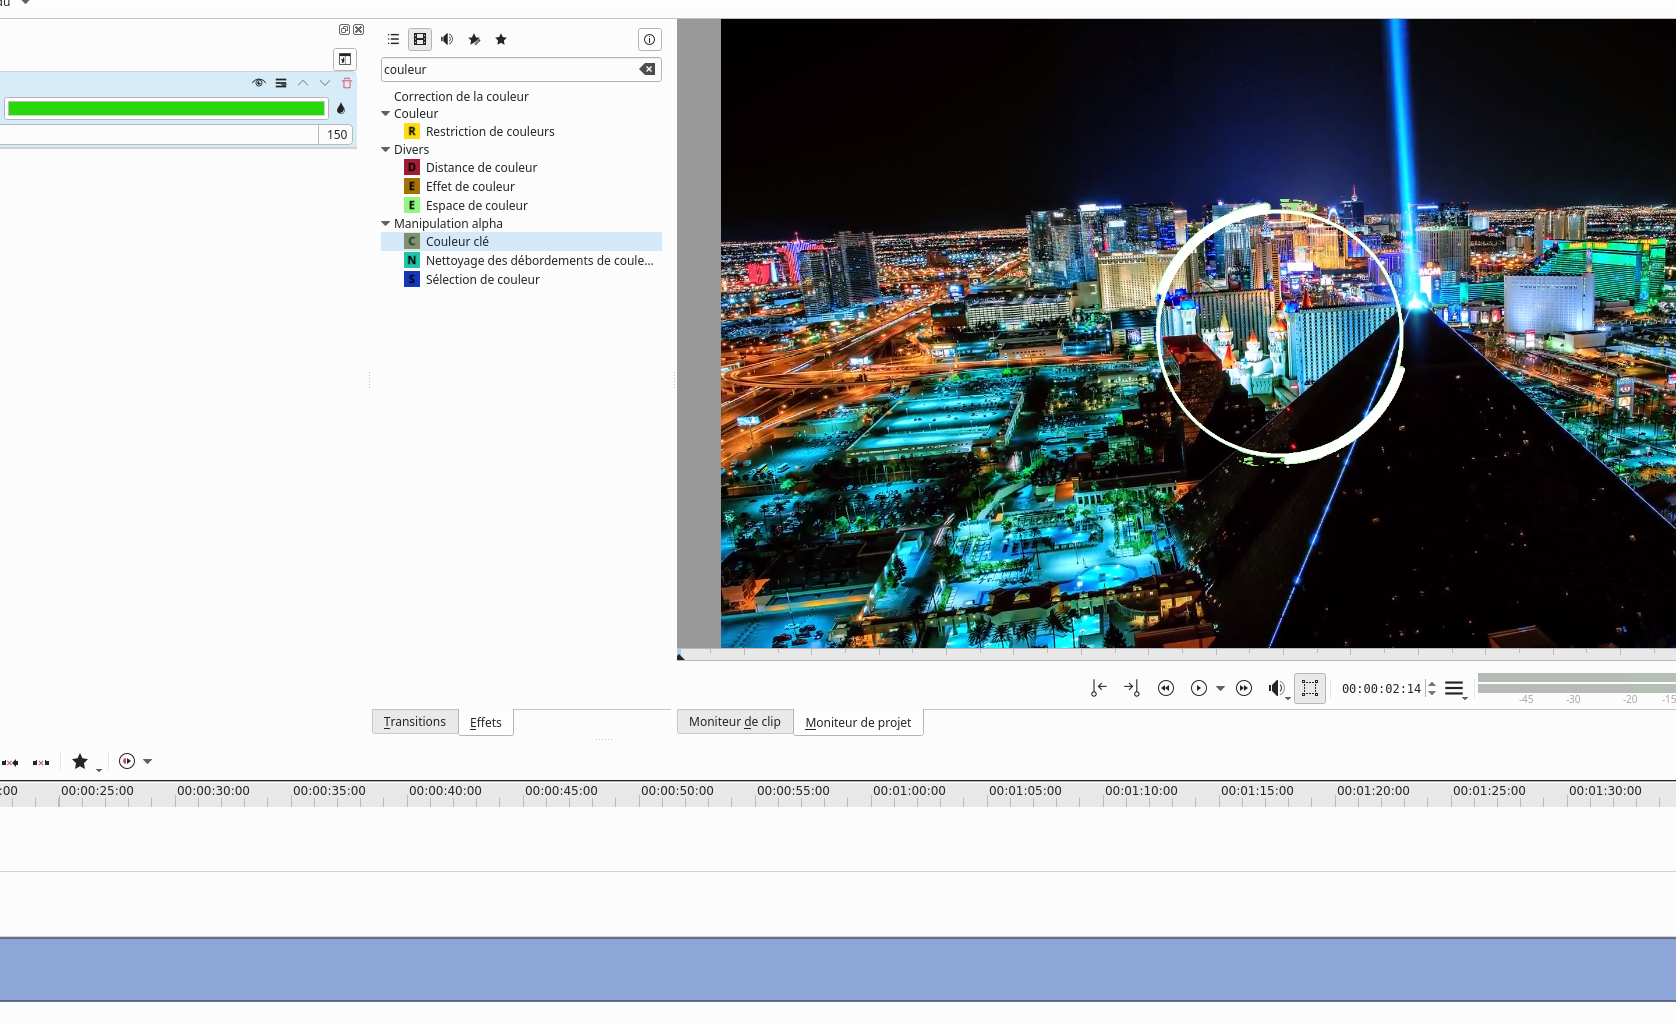 couleur
150
Correction de la couleur
Couleur
R Restriction de couleurs
Divers
D Distance de couleur
E Effet de couleur
E Espace de couleur
Manipulation alpha
C Couleur clé
N Nettoyage des débordements de coule...
S Sélection de couleur
MGM
00:00:02:14
-45 -30 -20 -15
Transitions Effets
Moniteur de clip Moniteur de projet
:00 00:00:25:00 00:00:30:00 00:00:35:00 00:00:40:00 00:00:45:00 00:00:50:00 00:00:55:00 00:01:00:00 00:01:05:00 00:01:10:00 00:01:15:00 00:01:20:00 00:01:25:00 00:01:30:00